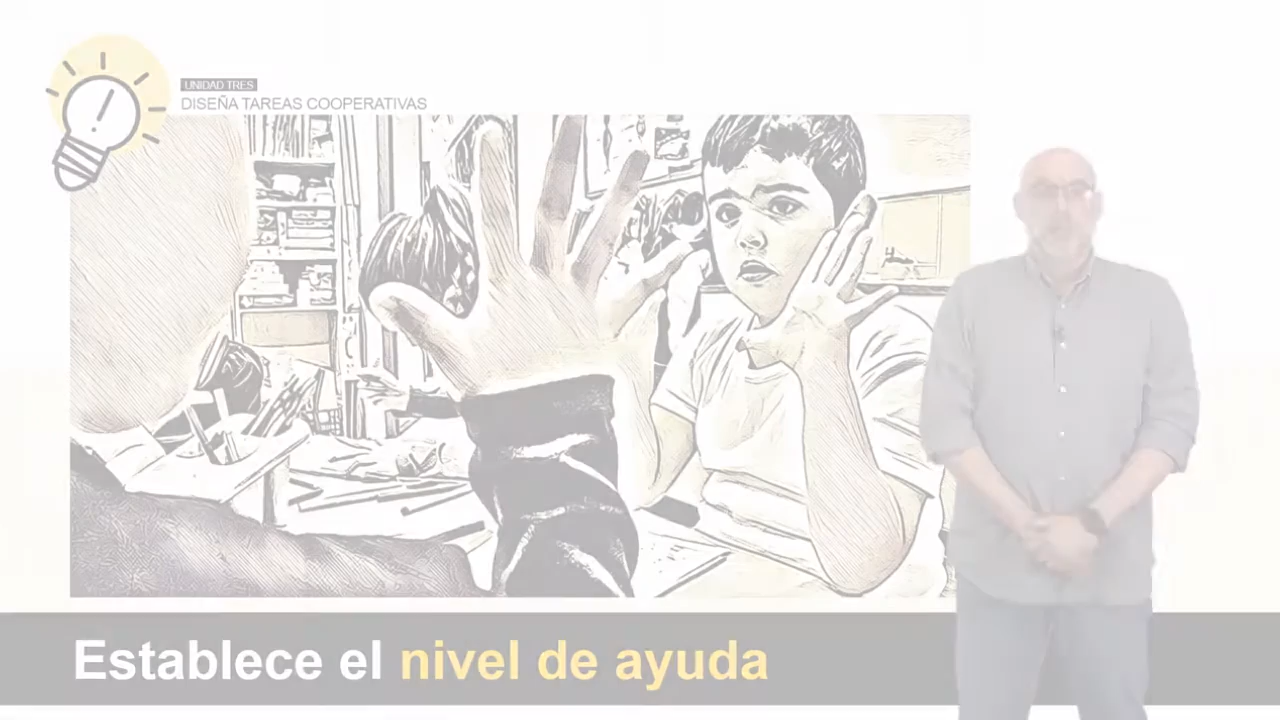 UNIDAD TRES
DISEÑA TAREAS COOPERATIVAS
Establece el nivel de ayuda